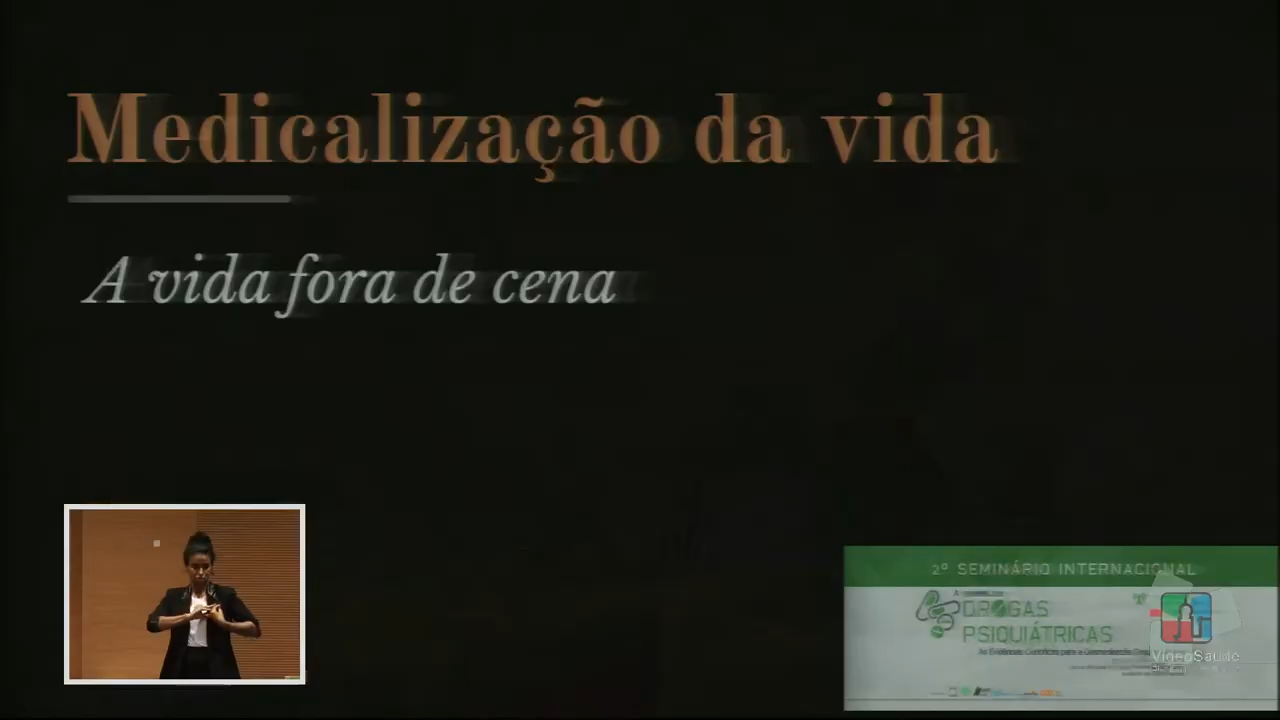 Medicalização da vida
A vida fora de cena
2º SEMINÁRIO INTERNACIONAL
DROGAS
PSIQUIÁTRICAS
VideoSaúde